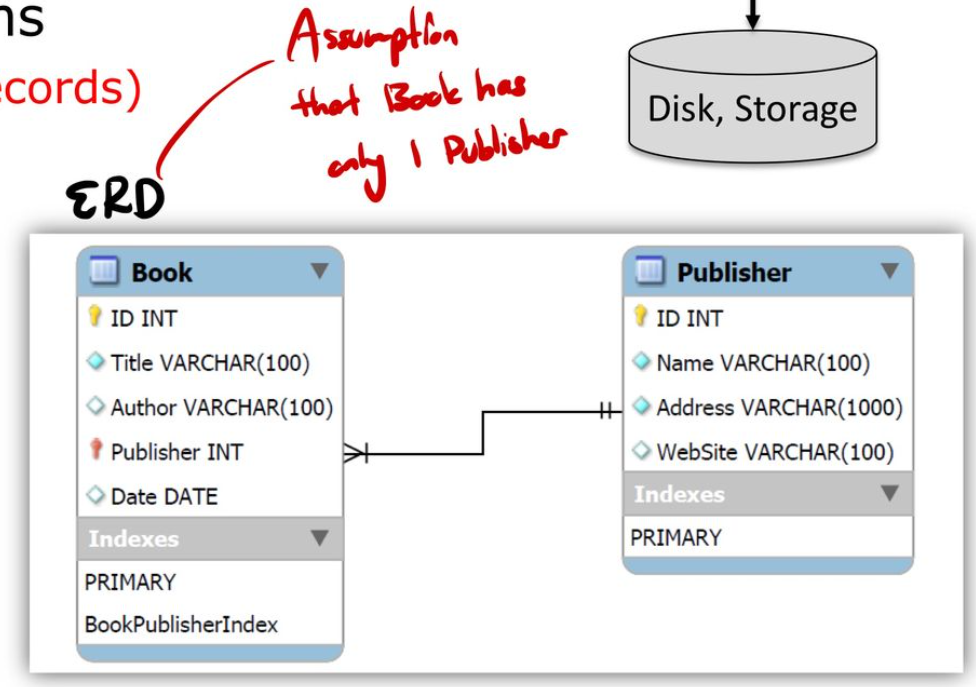 ns
ecords)
Assumption
that Book has
only 1 Publisher
Disk, Storage
ERD
Book
ID INT
Title VARCHAR(100)
Author VARCHAR(100)
Publisher INT
Date DATE
Indexes
PRIMARY
BookPublisherIndex
Publisher
ID INT
Name VARCHAR(100)
Address VARCHAR(1000)
WebSite VARCHAR(100)
Indexes
PRIMARY